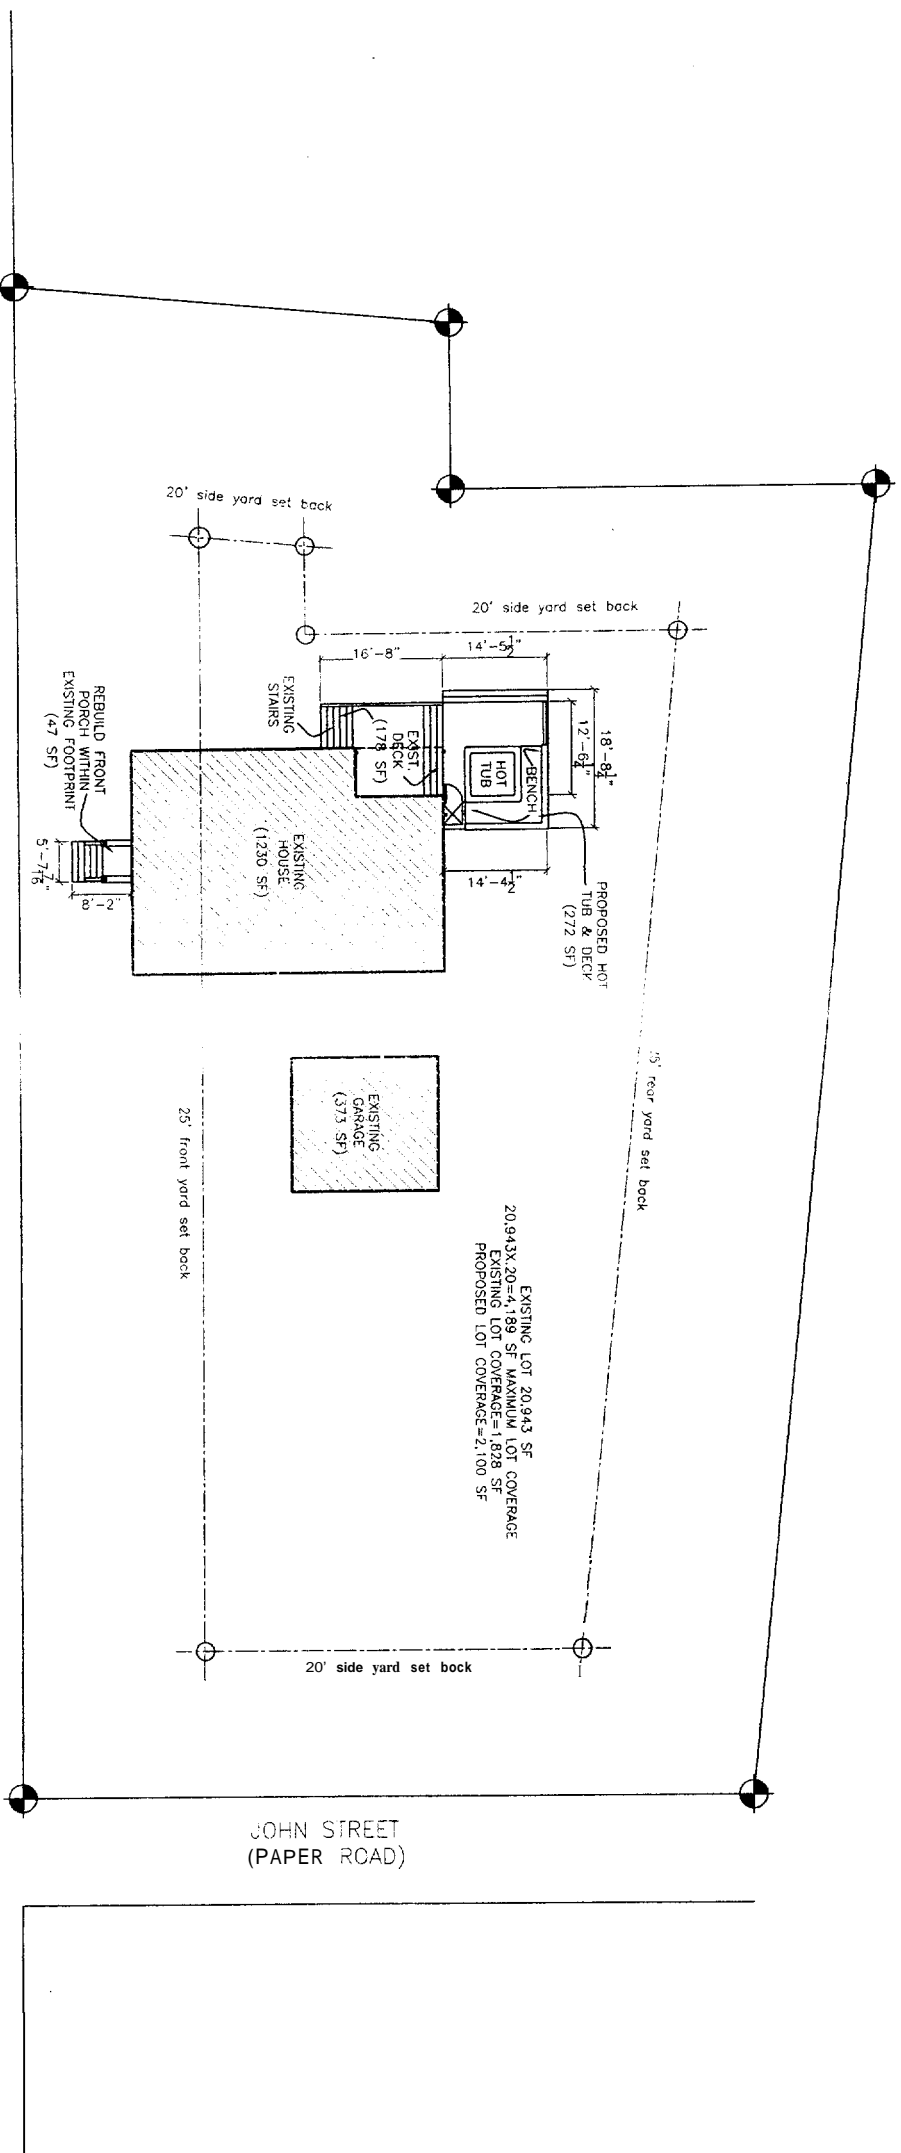 20' side yard set back
20' side yard set back
16'-8"
14'-5½"
18'-8¼"
12'-6¼"
EXISTING
STAIRS
EXIST.
DECK
(178 SF)
HOT
TUB
BENCH
PROPOSED HOT
TUB & DECK
(272 SF)
14'-4½"
REBUILD FRONT
PORCH WITHIN
EXISTING FOOTPRINT
(47 SF)
5'-7 7/16"
8'-2"
EXISTING
HOUSE
(1230 SF)
EXISTING
GARAGE
(373 SF)
rear yard set back
25' front yard set back
EXISTING LOT 20,943 SF
20,943X.20=4,189 SF MAXIMUM LOT COVERAGE
EXISTING LOT COVERAGE=1,828 SF
PROPOSED LOT COVERAGE=2,100 SF
20' side yard set bock
JOHN STREET
(PAPER ROAD)